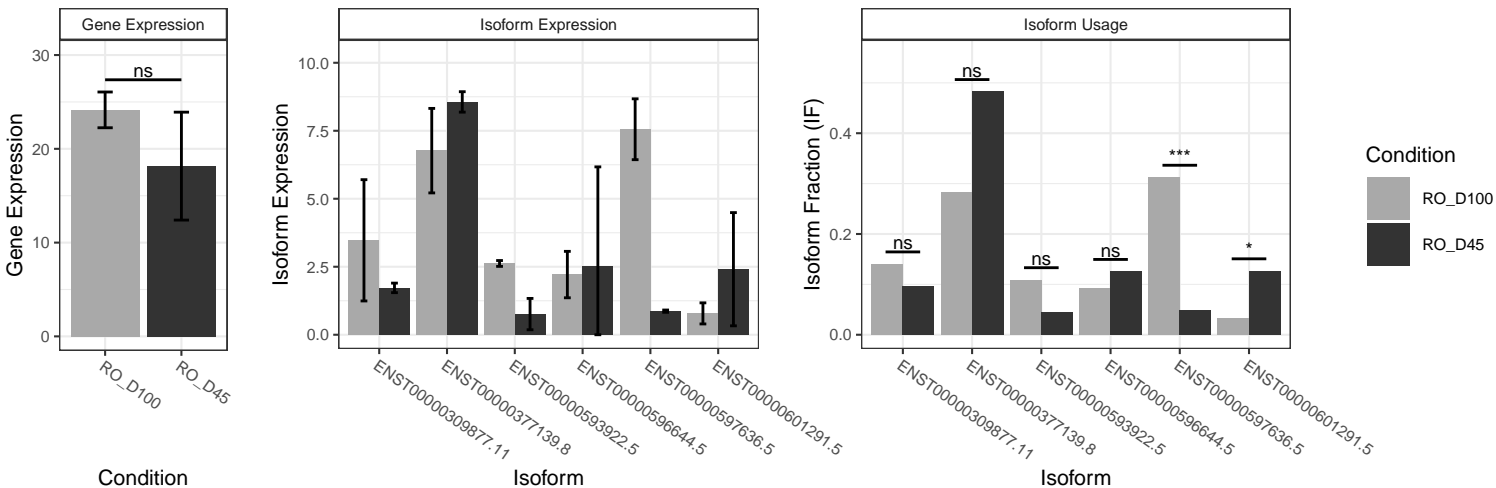 Gene Expression
Gene Expression
30
20
10
0
ns
RO_D100
RO_D45
Condition
Isoform Expression
Isoform Expression
10.0
7.5
5.0
2.5
0.0
ENST00000309877.11
ENST00000377139.8
ENST00000593922.5
ENST00000596644.5
ENST00000597636.5
ENST00000601291.5
Isoform
Isoform Usage
Isoform Fraction (IF)
0.4
0.2
0.0
ns
ns
ns
ns
***
*
ENST00000309877.11
ENST00000377139.8
ENST00000593922.5
ENST00000596644.5
ENST00000597636.5
ENST00000601291.5
Isoform
Condition
RO_D100
RO_D45